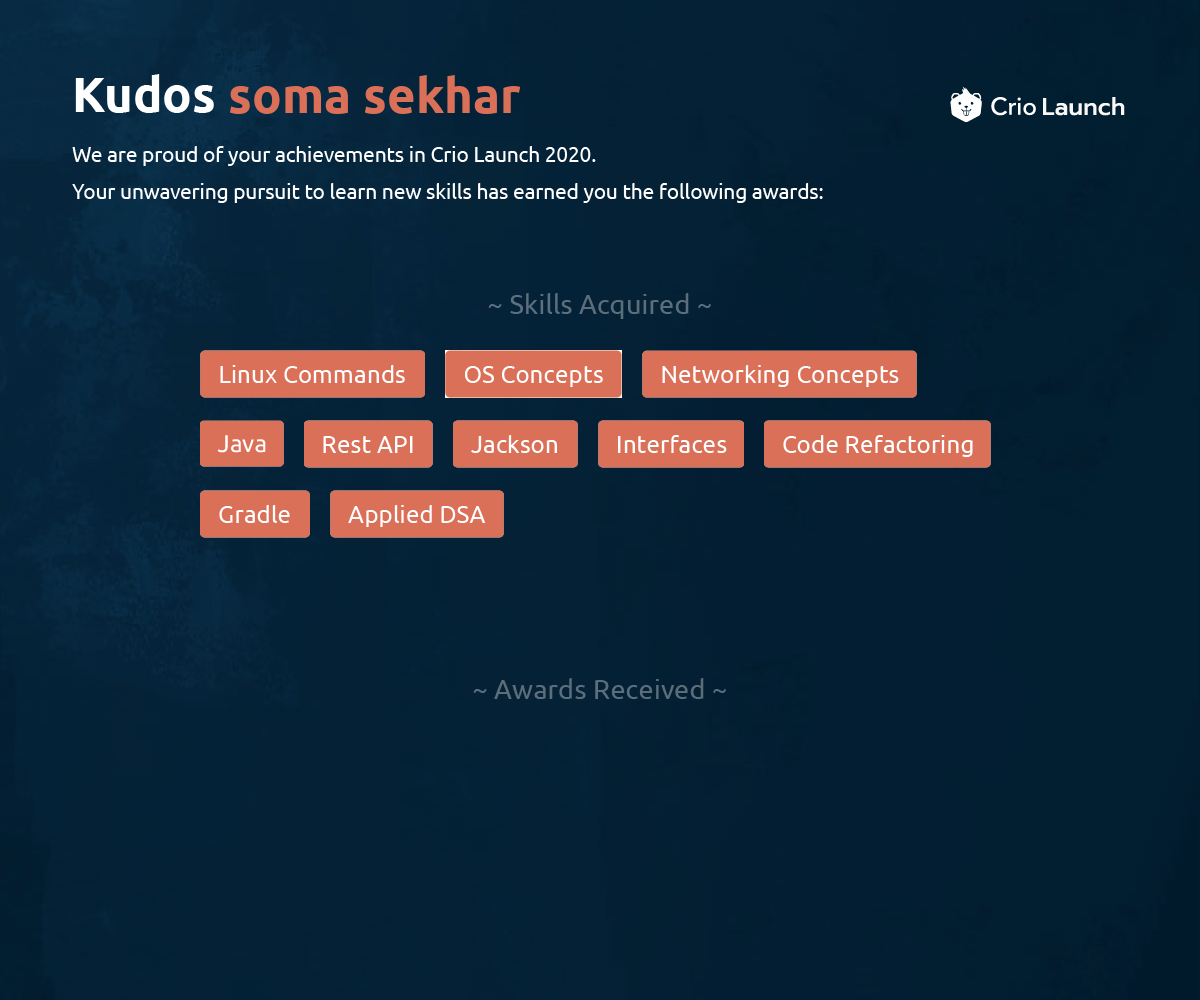 Kudos soma sekhar
Crio Launch
We are proud of your achievements in Crio Launch 2020.
Your unwavering pursuit to learn new skills has earned you the following awards:
~ Skills Acquired ~
Linux Commands OS Concepts Networking Concepts
Java Rest API Jackson Interfaces Code Refactoring
Gradle Applied DSA
~ Awards Received ~